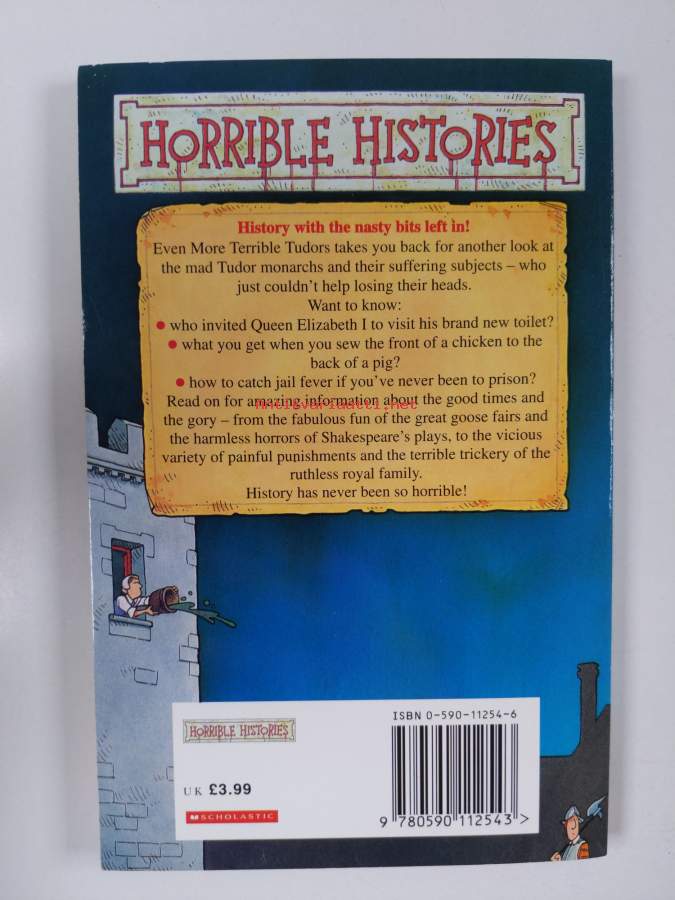 HORRIBLE HISTORIES
History with the nasty bits left in!
Even More Terrible Tudors takes you back for another look at
the mad Tudor monarchs and their suffering subjects – who
just couldn't help losing their heads.
Want to know:
● who invited Queen Elizabeth I to visit his brand new toilet?
● what you get when you sew the front of a chicken to the
back of a pig?
● how to catch jail fever if you've never been to prison?
Read on for amazing information about the good times and
the gory – from the fabulous fun of the great goose fairs and
the harmless horrors of Shakespeare's plays, to the vicious
variety of painful punishments and the terrible trickery of the
ruthless royal family.
History has never been so horrible!
HORRIBLE HISTORIES
UK £3.99
SCHOLASTIC
ISBN 0-590-11254-6
9 780590 112543 >